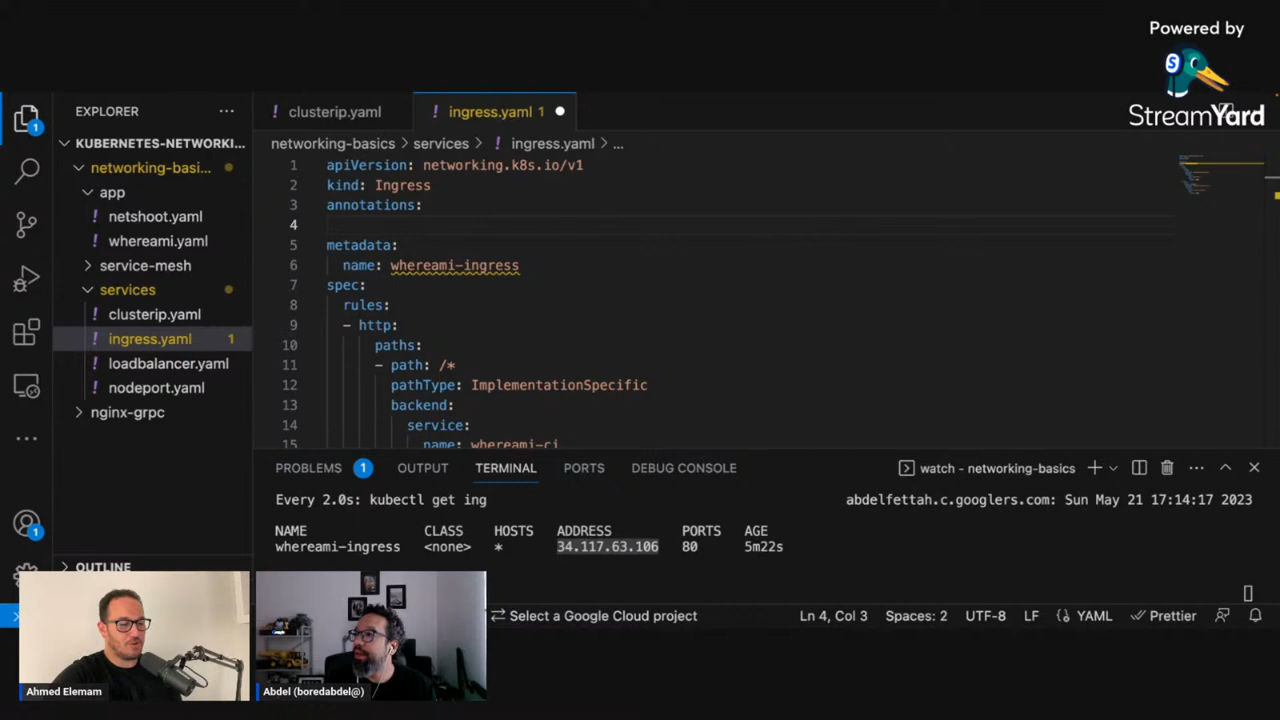 Powered by
S
StreamYard
EXPLORER
clusterip.yaml
ingress.yaml 1
1
KUBERNETES-NETWORKI...
networking-basics > services > ! ingress.yaml > ...
networking-basi...
app
netshoot.yaml
whereami.yaml
service-mesh
services
clusterip.yaml
ingress.yaml 1
loadbalancer.yaml
nodeport.yaml
nginx-grpc
1 apiVersion: networking.k8s.io/v1
2 kind: Ingress
3 annotations:
4
5 metadata:
6 name: whereami-ingress
7 spec:
8 rules:
9 - http:
10 paths:
11 - path: /*
12 pathType: ImplementationSpecific
13 backend:
14 service:
15 name: whereami-ci
PROBLEMS 1 OUTPUT TERMINAL PORTS DEBUG CONSOLE
watch - networking-basics
Every 2.0s: kubectl get ing
abdelfettah.c.googlers.com: Sun May 21 17:14:17 2023
NAME CLASS HOSTS ADDRESS PORTS AGE
whereami-ingress <none> * 34.117.63.106 80 5m22s
1
OUTLINE
Select a Google Cloud project
Ln 4, Col 3 Spaces: 2 UTF-8 LF {} YAML Prettier
Ahmed Elemam
Abdel (boredabdel@)